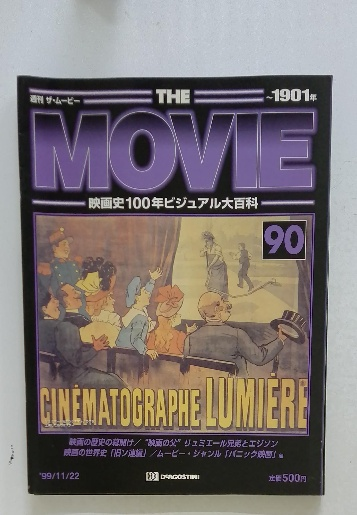 週刊 ザ・ムービー
THE
~1901年
MOVIE
映画史100年ビジュアル大百科
90
CINÉMATOGRAPHE LUMIÈRE
映画の歴史の幕開け/“映画の父”リュミエール兄弟とエジソン
映画の世界史「旧ソ連編」/ムービー・ジャンル「パニック映画」他
'99/11/22
DEAGOSTINI
定価500円